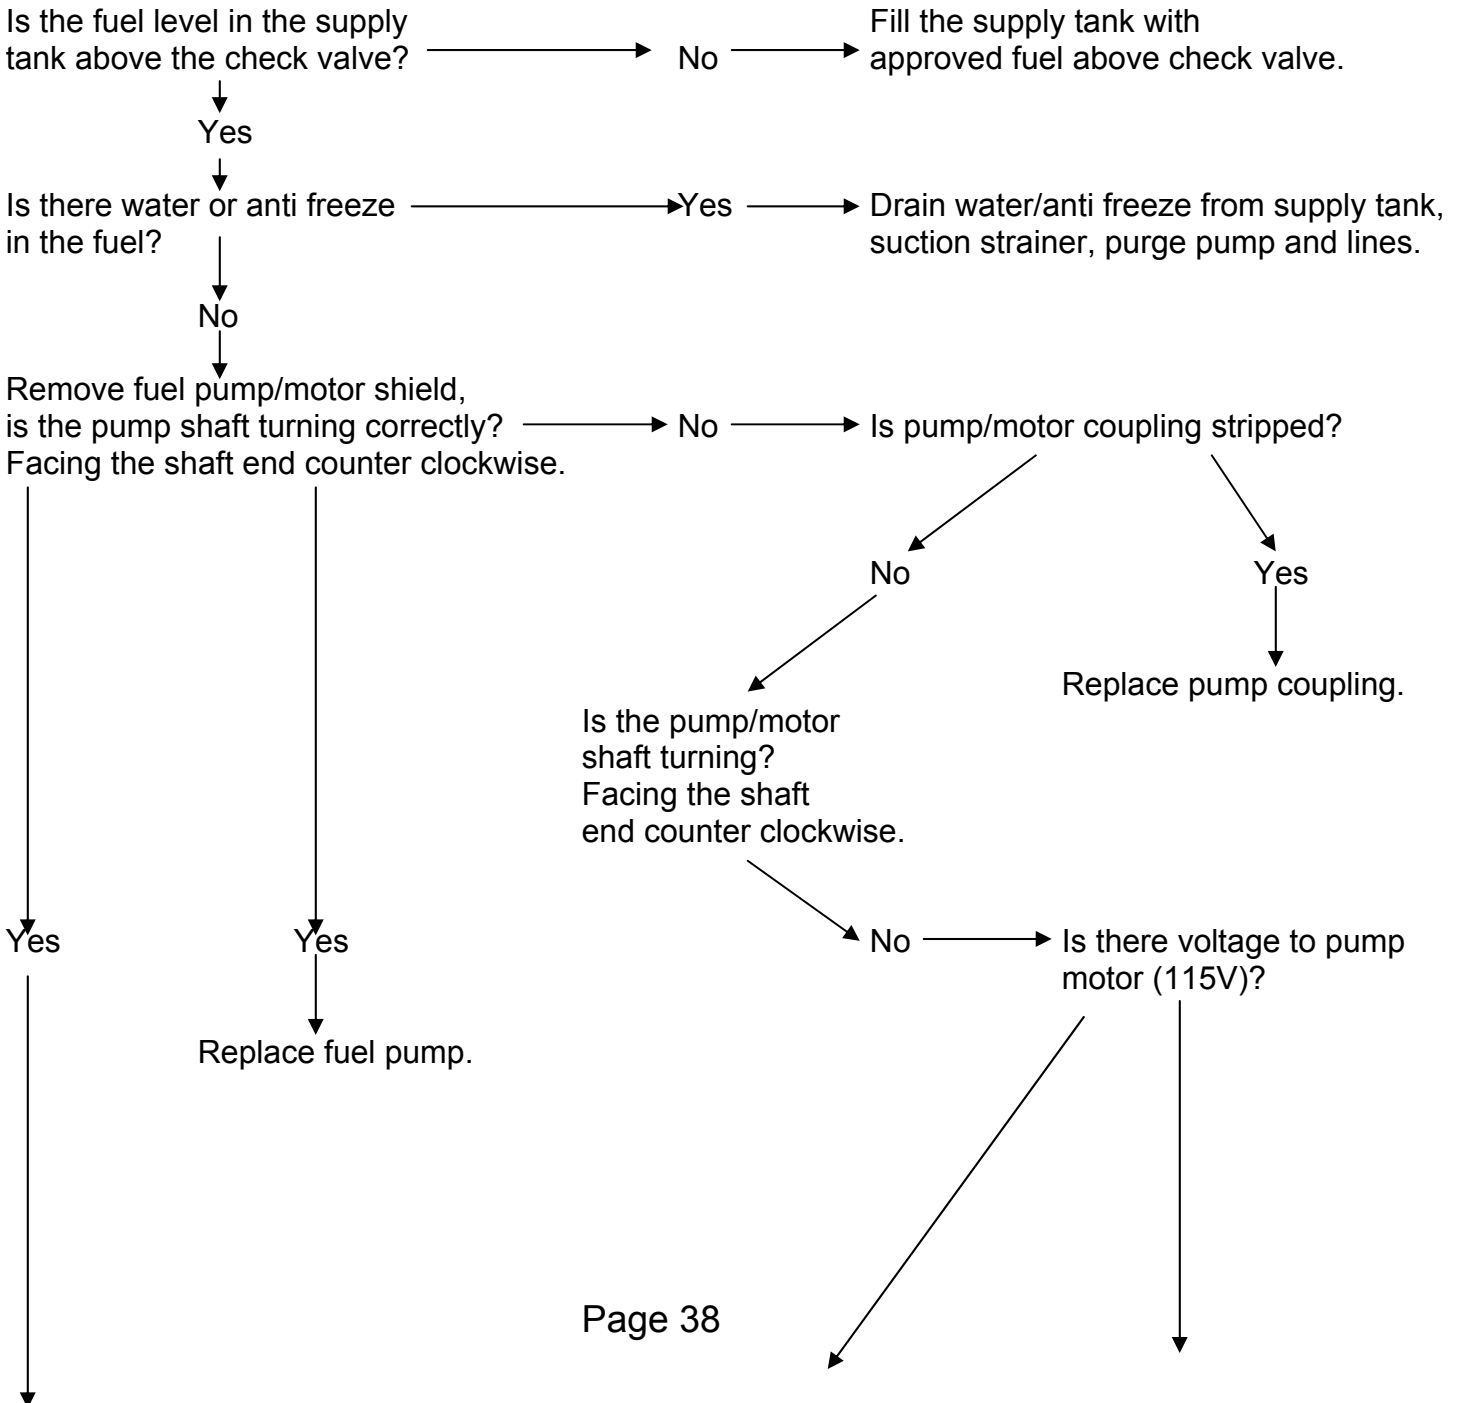 Is the fuel level in the supply
tank above the check valve?
No
Fill the supply tank with
approved fuel above check valve.
Yes
Is there water or anti freeze
in the fuel?
Yes
Drain water/anti freeze from supply tank,
suction strainer, purge pump and lines.
No
Remove fuel pump/motor shield,
is the pump shaft turning correctly?
Facing the shaft end counter clockwise.
No
Is pump/motor coupling stripped?
No
Yes
Replace pump coupling.
Is the pump/motor
shaft turning?
Facing the shaft
end counter clockwise.
Yes
Yes
No
Is there voltage to pump
motor (115V)?
Replace fuel pump.
Page 38